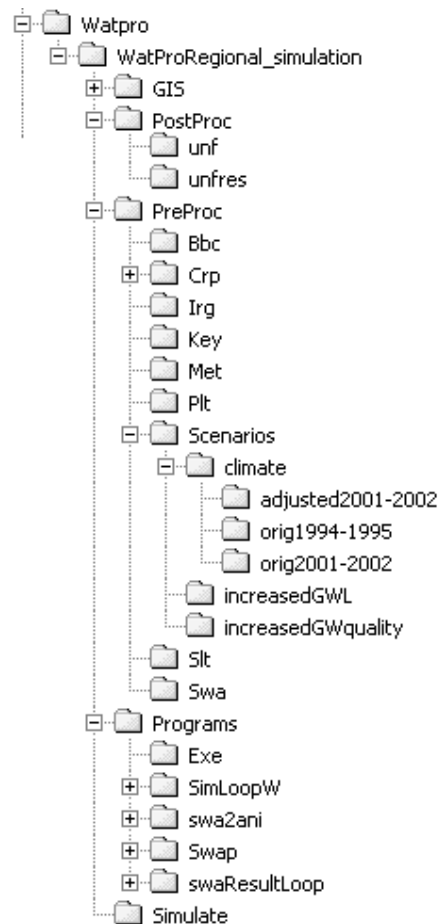 Watpro
WatProRegional_simulation
GIS
PostProc
unf
unfres
PreProc
Bbc
Crp
Irg
Key
Met
Plt
Scenarios
climate
adjusted2001-2002
orig1994-1995
orig2001-2002
increasedGWL
increasedGWquality
Slt
Swa
Programs
Exe
SimLoopW
swa2ani
Swap
swaResultLoop
Simulate